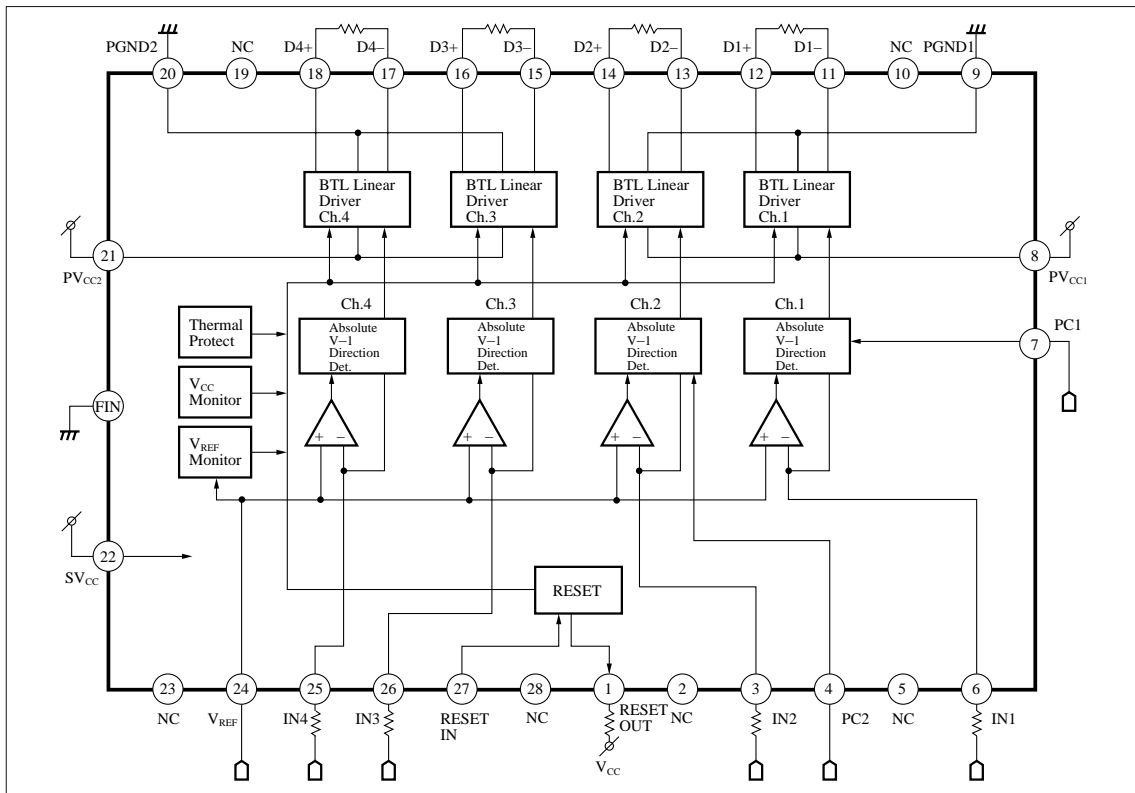 PGND2 NC D4+ D4– D3+ D3– D2+ D2– D1+ D1– NC PGND1
20 19 18 17 16 15 14 13 12 11 10 9
BTL Linear
Driver
Ch.4
BTL Linear
Driver
Ch.3
BTL Linear
Driver
Ch.2
BTL Linear
Driver
Ch.1
21
PVCC2
8
PVCC1
Ch.4 Ch.3 Ch.2 Ch.1
Thermal
Protect
Absolute
V–1
Direction
Det.
Absolute
V–1
Direction
Det.
Absolute
V–1
Direction
Det.
Absolute
V–1
Direction
Det.
PC1
7
VCC
Monitor
FIN
VREF
Monitor
+ – + – + – + –
22
SVCC
RESET
23 24 25 26 27 28 1 2 3 4 5 6
NC VREF IN4 IN3 RESET
IN
NC RESET
OUT
NC IN2 PC2 NC IN1
VCC